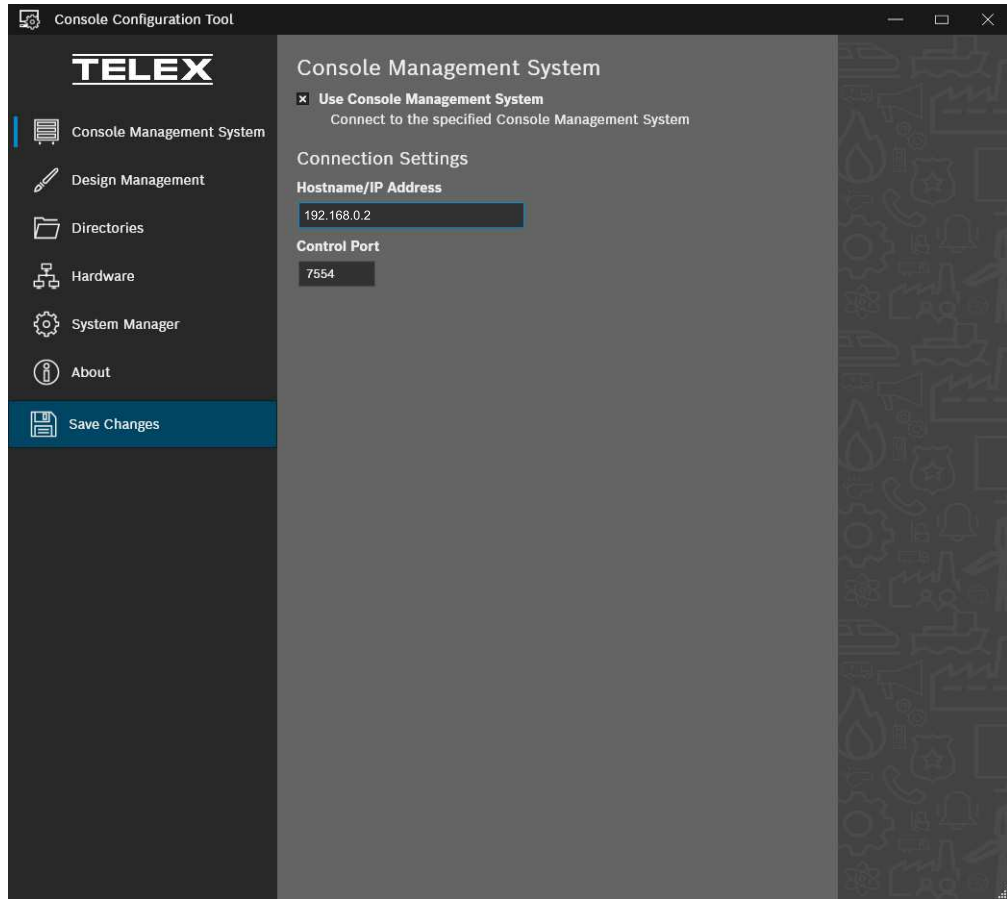 Console Configuration Tool
TELEX
Console Management System
Design Management
Directories
Hardware
System Manager
About
Save Changes
Console Management System
Use Console Management System
Connect to the specified Console Management System
Connection Settings
Hostname/IP Address
192.168.0.2
Control Port
7554